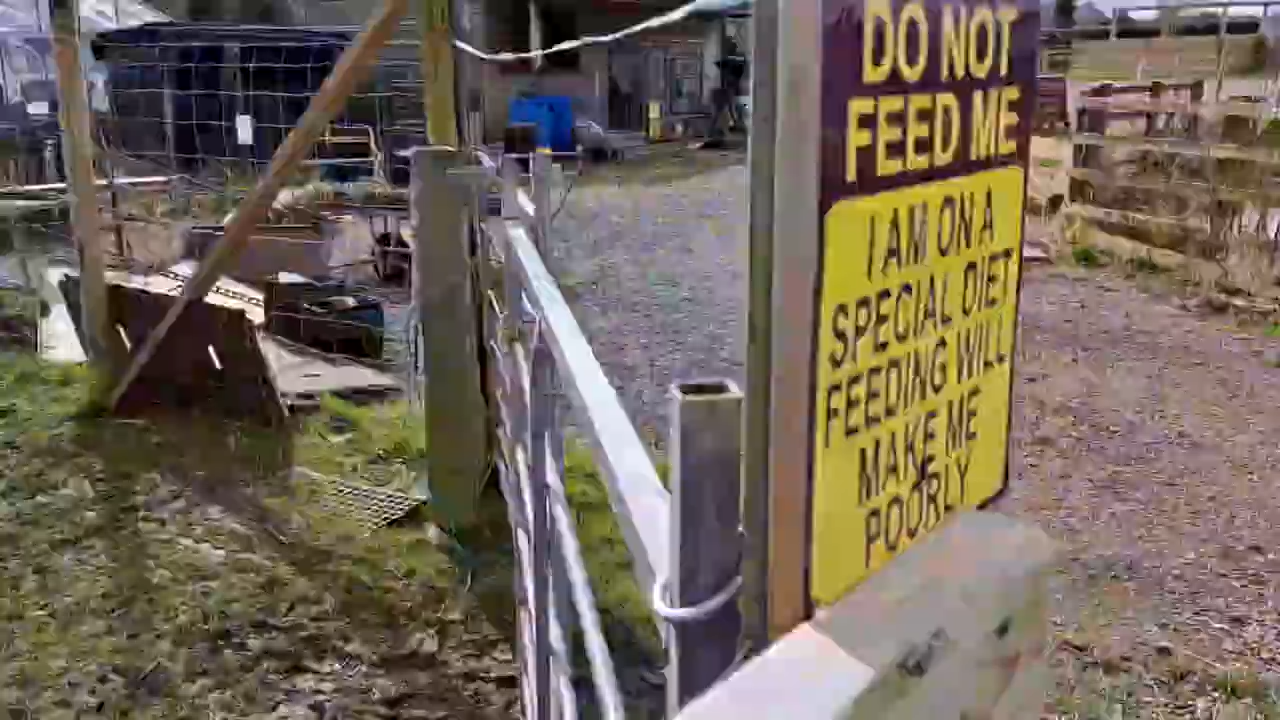 DO NOT
FEED ME
I AM ON A
SPECIAL DIET
FEEDING WILL
MAKE ME
POORLY